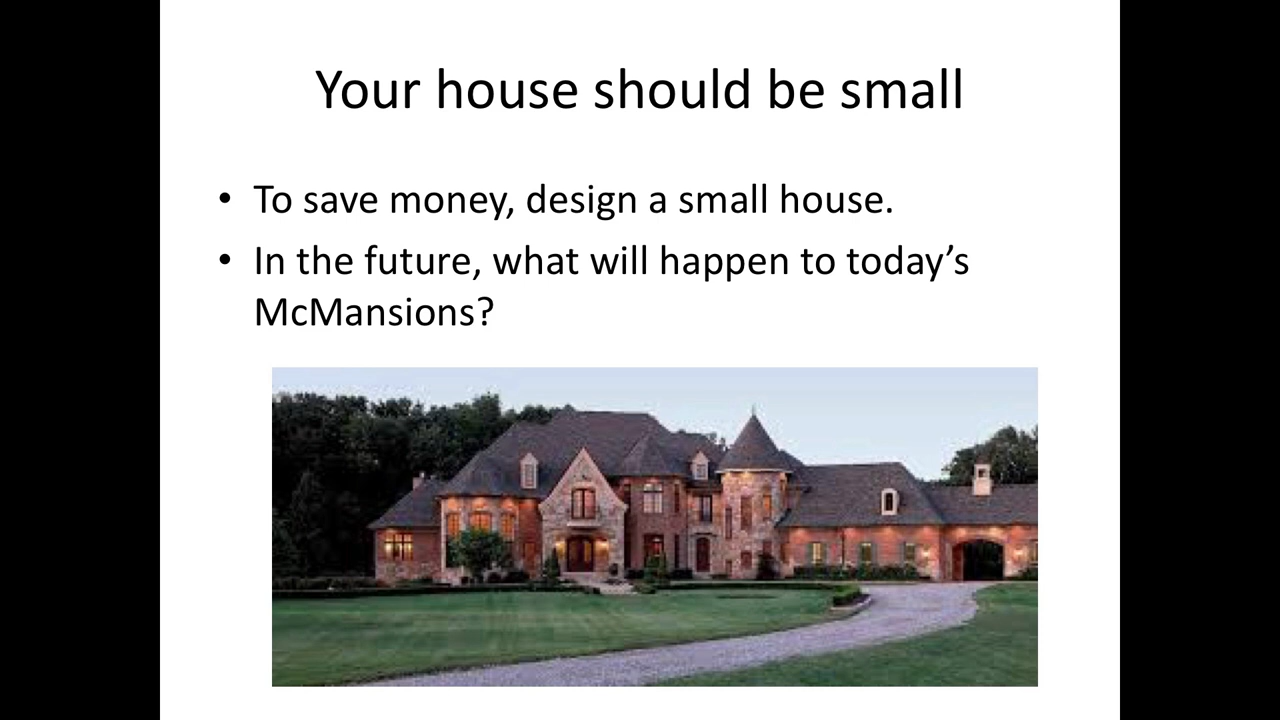 Your house should be small
• To save money, design a small house.
• In the future, what will happen to today’s
McMansions?